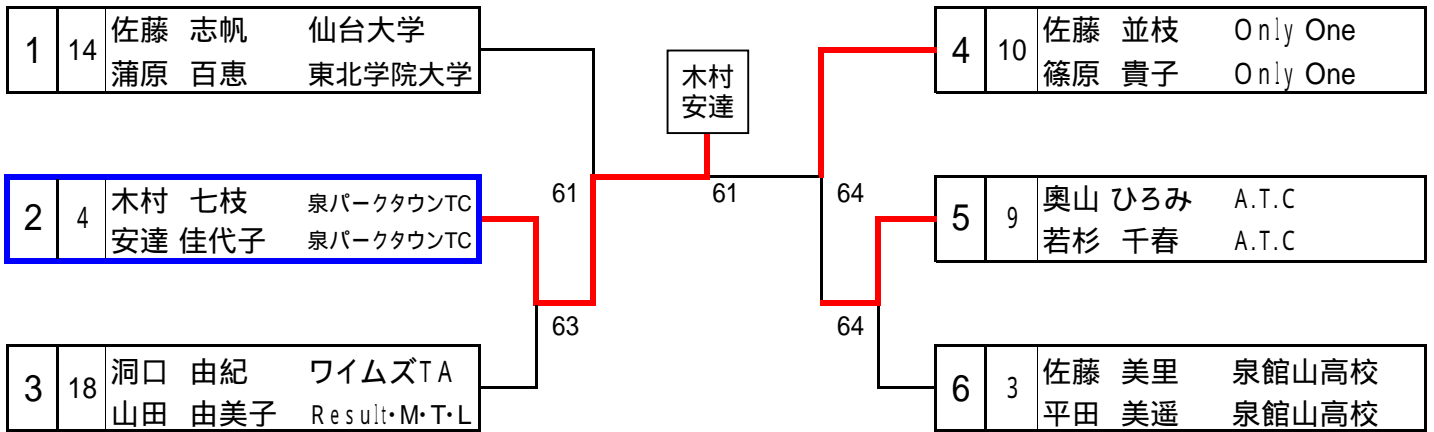 1 14 佐藤 志帆 仙台大学
蒲原 百恵 東北学院大学
2 4 木村 七枝 泉パークタウンTC
安達 佳代子 泉パークタウンTC
3 18 洞口 由紀 ワイムズTA
山田 由美子 Result・M・T・L
61
63
木村
安達
61
64
64
4 10 佐藤 並枝 Only One
篠原 貴子 Only One
5 9 奥山 ひろみ A.T.C
若杉 千春 A.T.C
6 3 佐藤 美里 泉館山高校
平田 美遥 泉館山高校